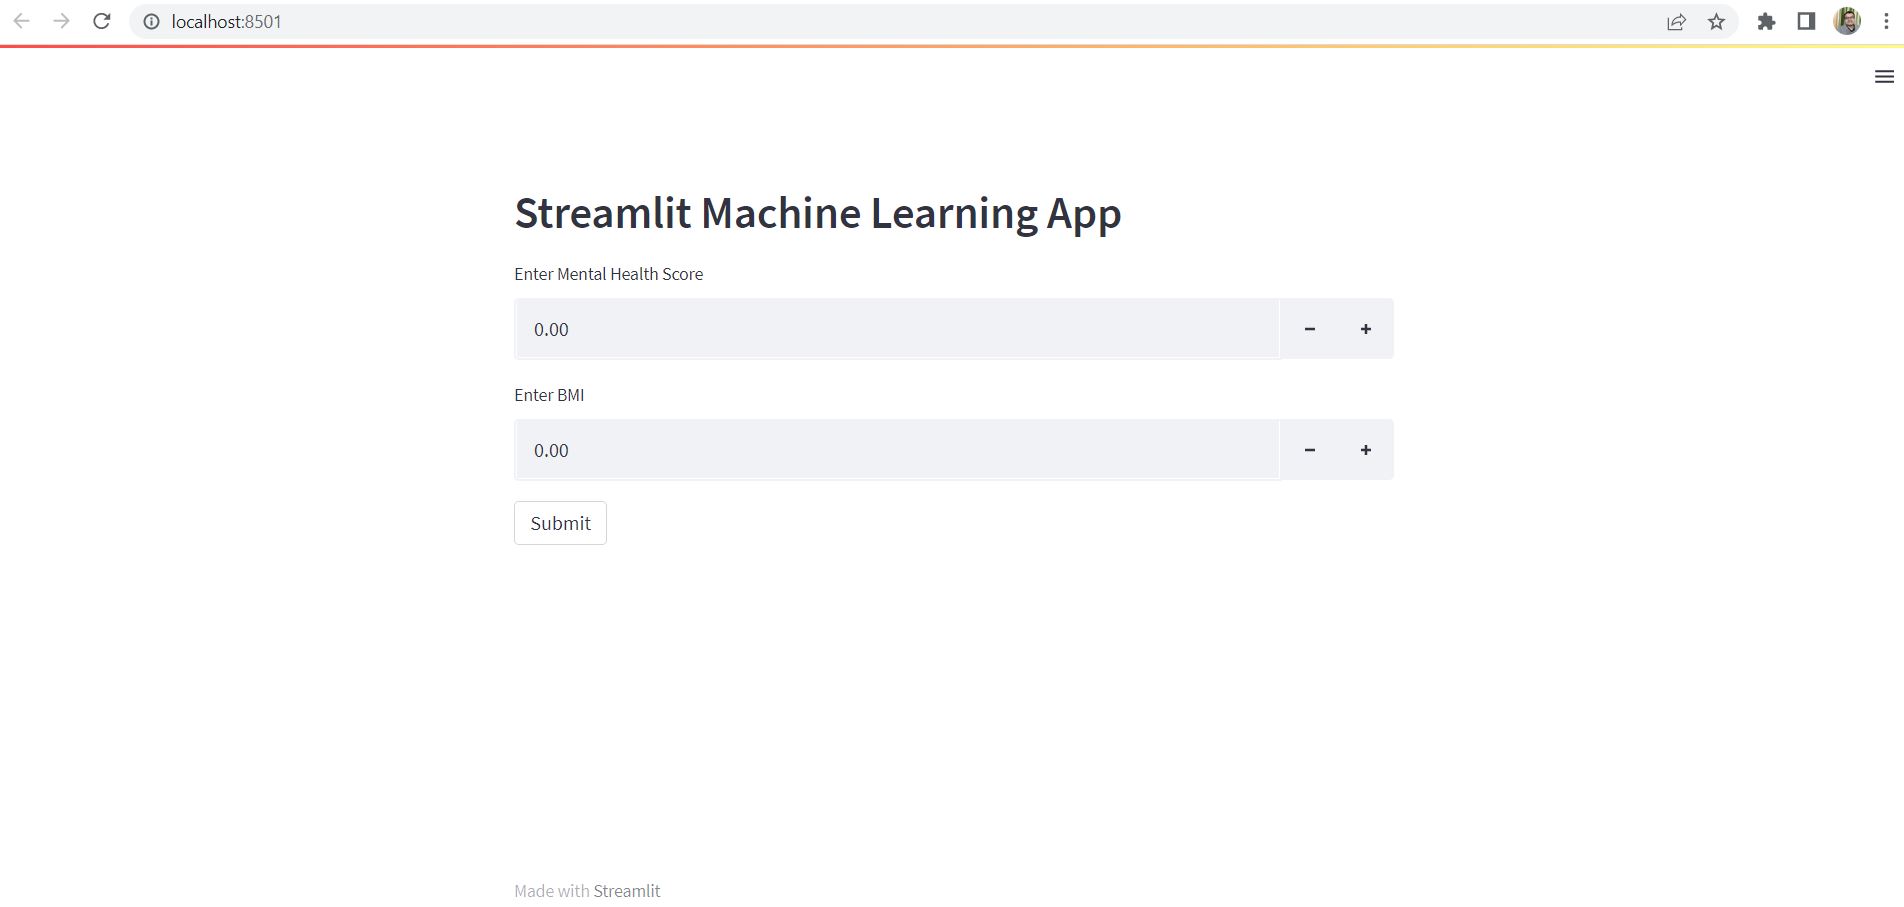 localhost:8501
Streamlit Machine Learning App
Enter Mental Health Score
0.00
Enter BMI
0.00
Submit
Made with Streamlit